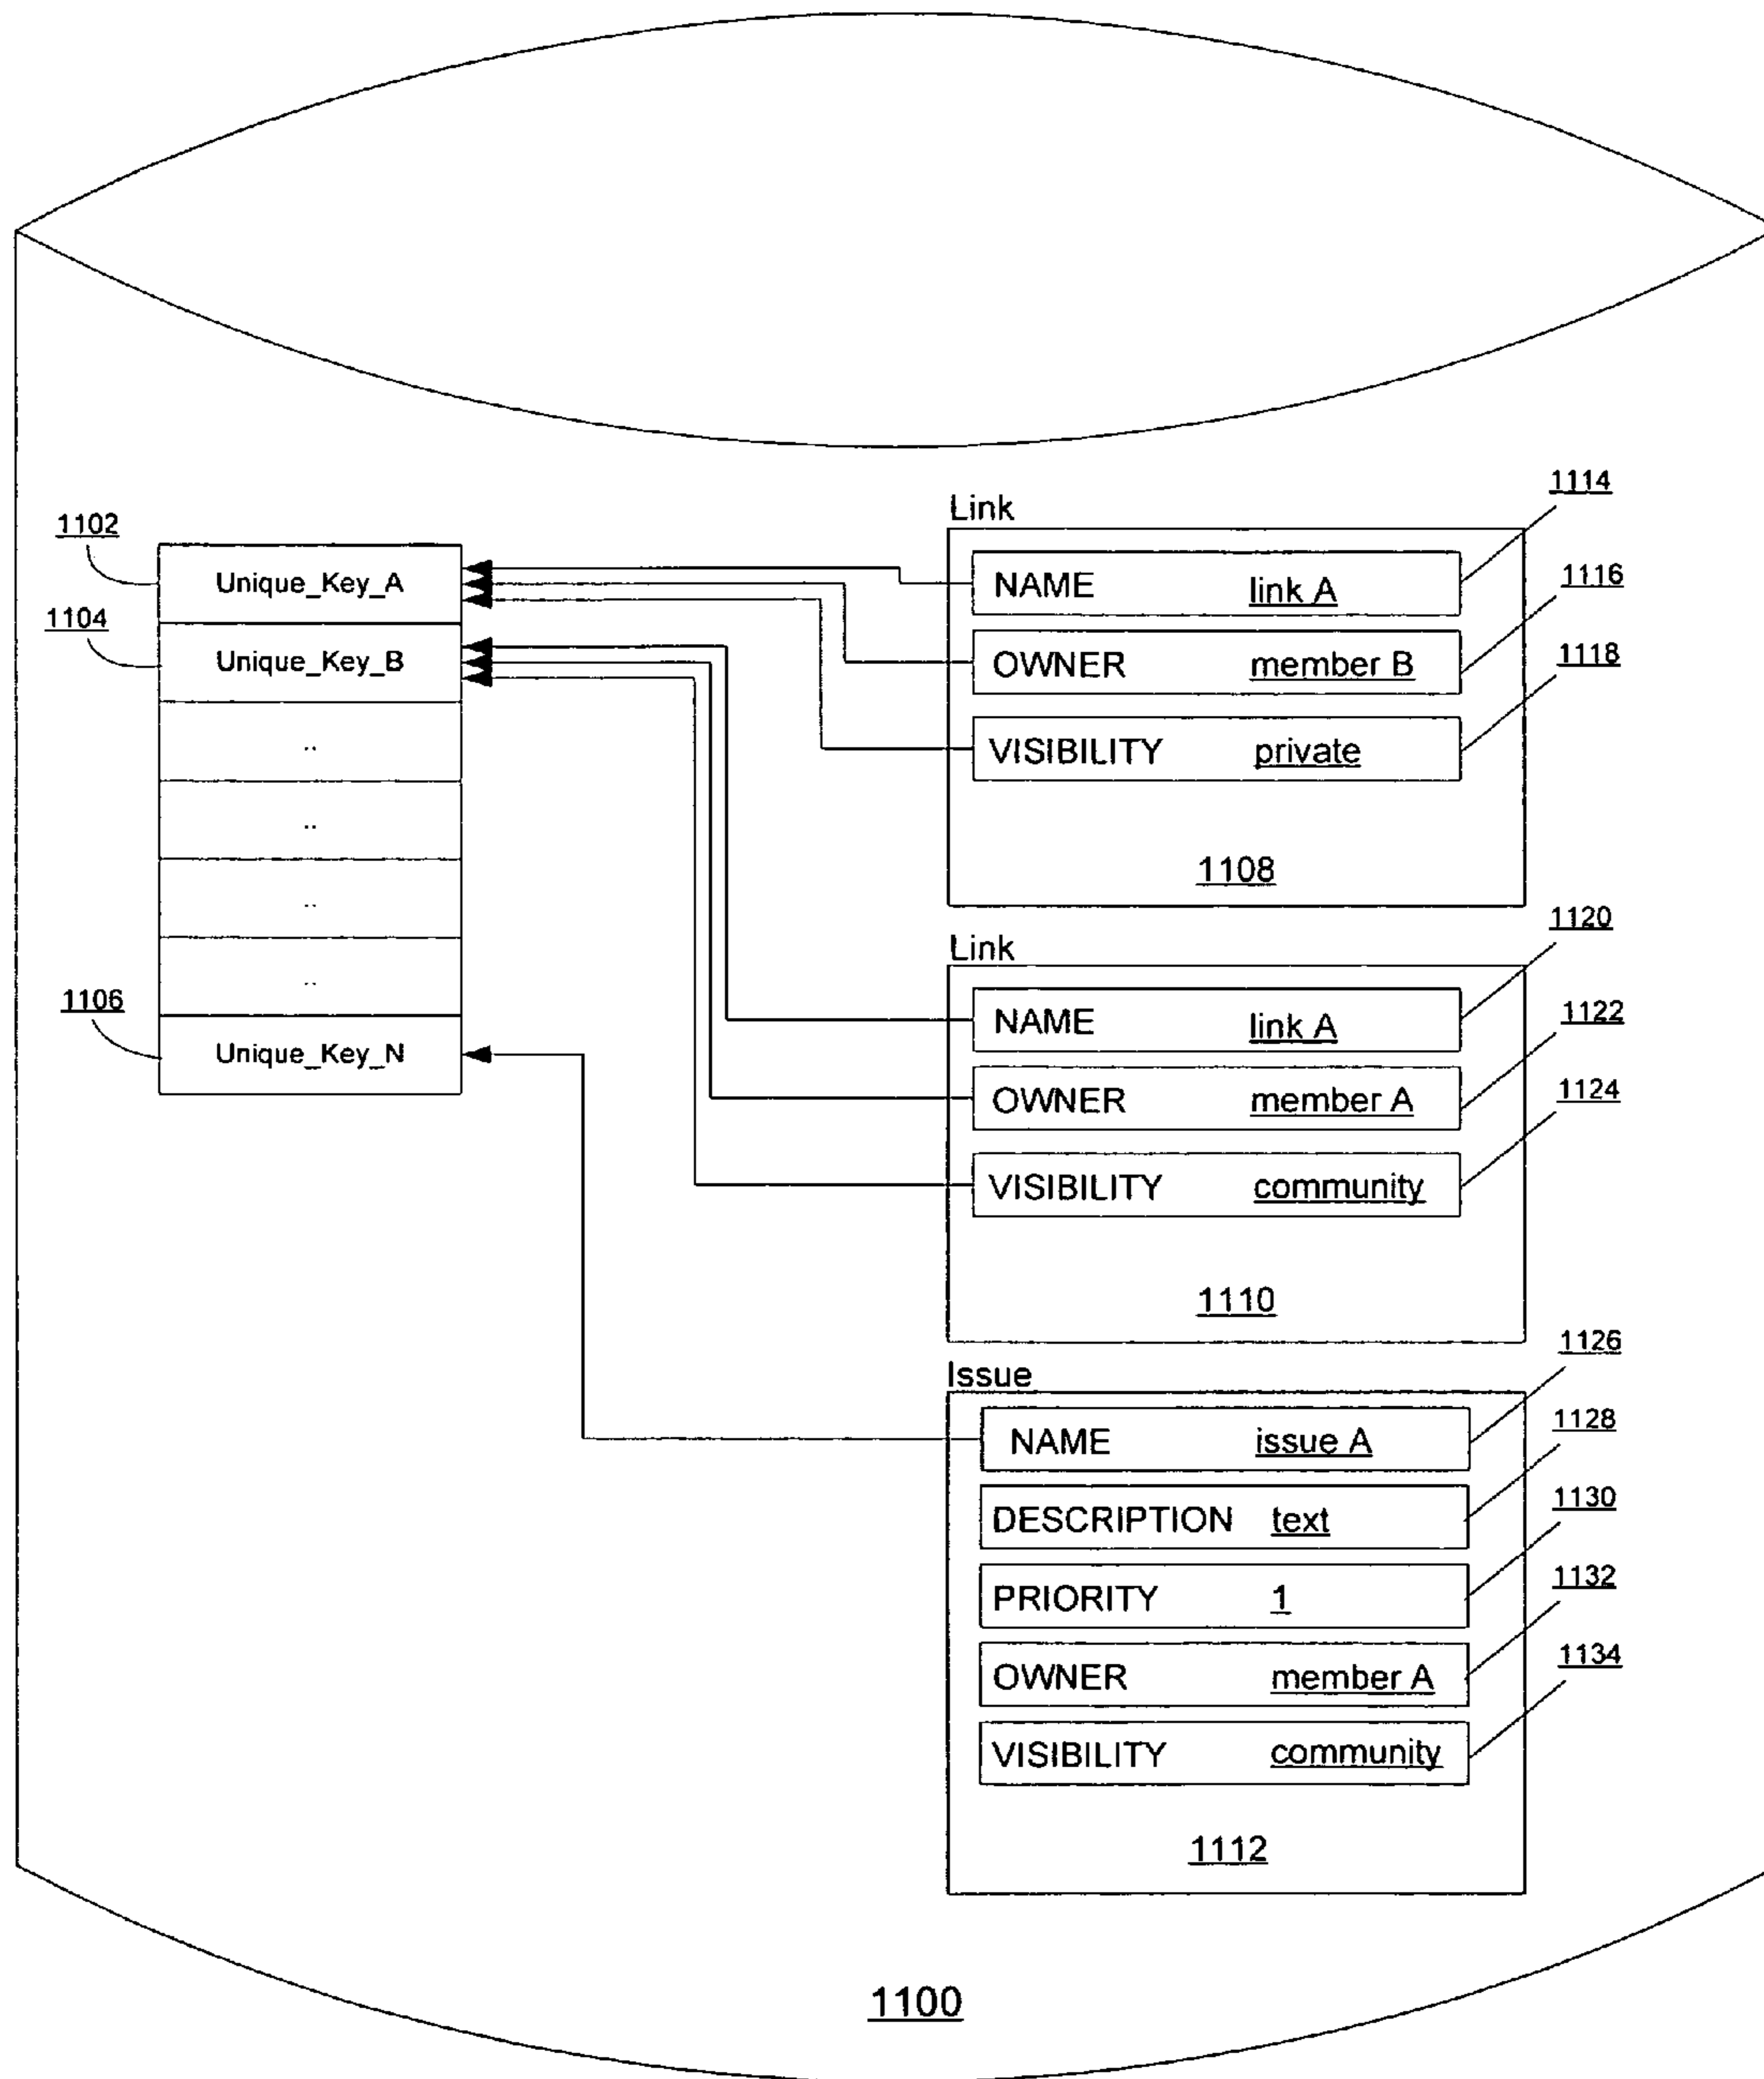 1102
Unique_Key_A
1104
Unique_Key_B
..
..
..
..
1106
Unique_Key_N
Link
1114
NAME link A
1116
OWNER member B
1118
VISIBILITY private
1108
Link
1120
NAME link A
1122
OWNER member A
1124
VISIBILITY community
1110
Issue
1126
NAME issue A
1128
DESCRIPTION text
1130
PRIORITY 1
1132
OWNER member A
1134
VISIBILITY community
1112
1100